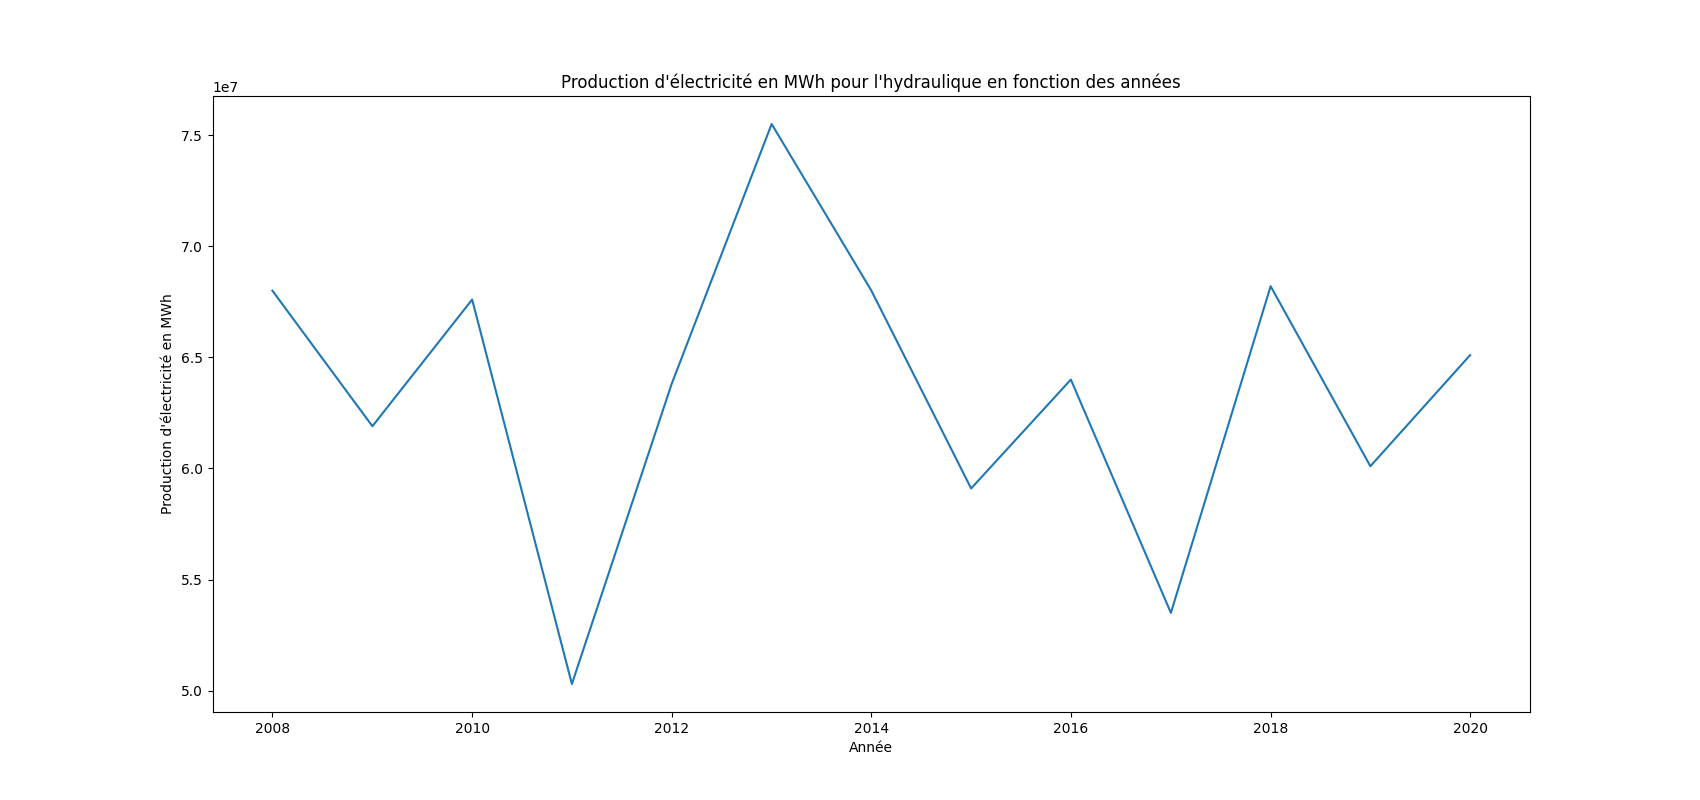 Production d'électricité en MWh pour l'hydraulique en fonction des années
1e7
7.5
7.0
6.5
6.0
5.5
5.0
Production d'électricité en MWh
2008 2010 2012 2014 2016 2018 2020
Année